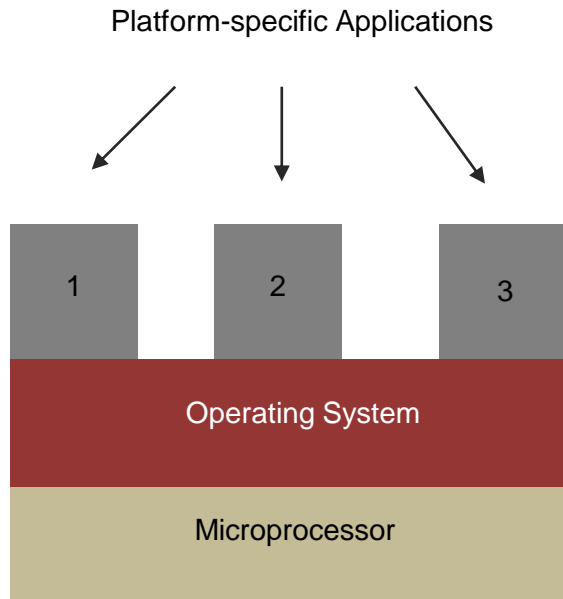 Platform-specific Applications
1
2
3
Operating System
Microprocessor